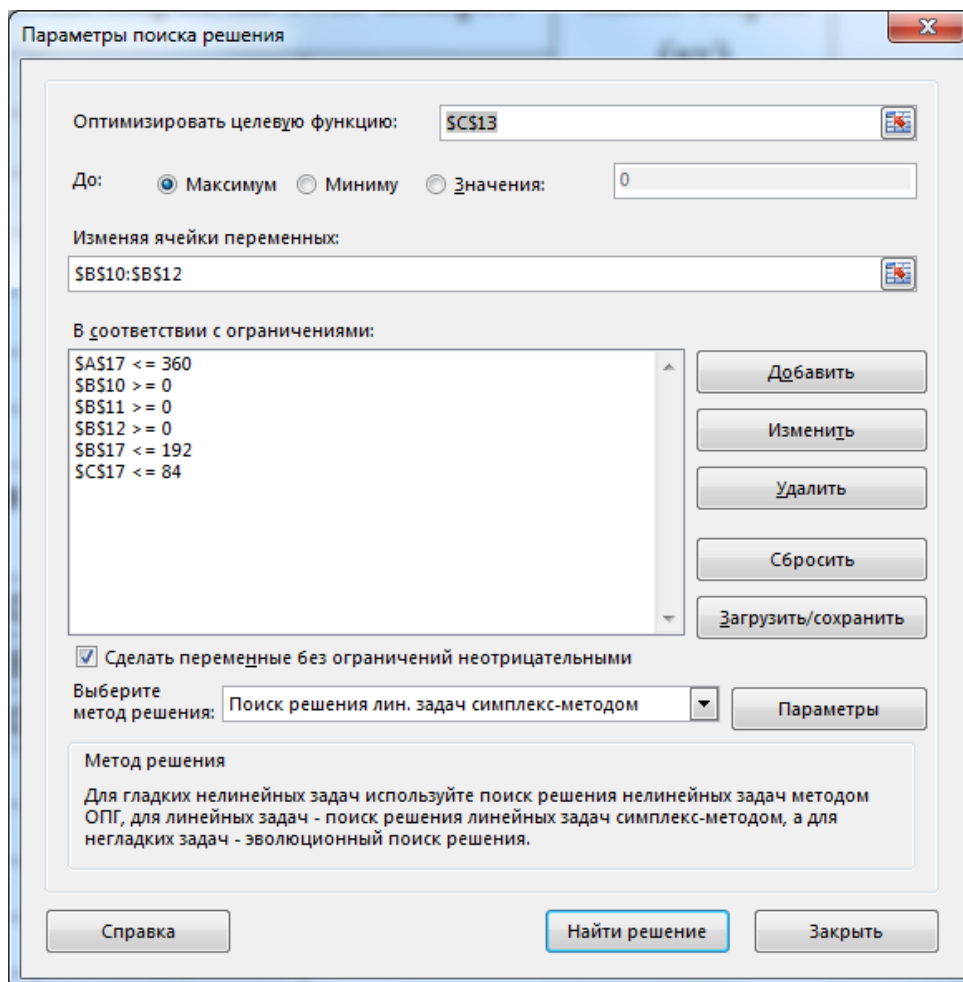 Параметры поиска решения
Оптимизировать целевую функцию: $C$13
До: Максимум Миниму Значения: 0
Изменяя ячейки переменных:
$B$10:$B$12
В соответствии с ограничениями:
$A$17 <= 360
$B$10 >= 0
$B$11 >= 0
$B$12 >= 0
$B$17 <= 192
$C$17 <= 84
Добавить
Изменить
Удалить
Сбросить
Загрузить/сохранить
Сделать переменные без ограничений неотрицательными
Выберите
метод решения: Поиск решения лин. задач симплекс-методом
Параметры
Метод решения
Для гладких нелинейных задач используйте поиск решения нелинейных задач методом
ОПГ, для линейных задач - поиск решения линейных задач симплекс-методом, а для
негладких задач - эволюционный поиск решения.
Справка Найти решение Закрыть